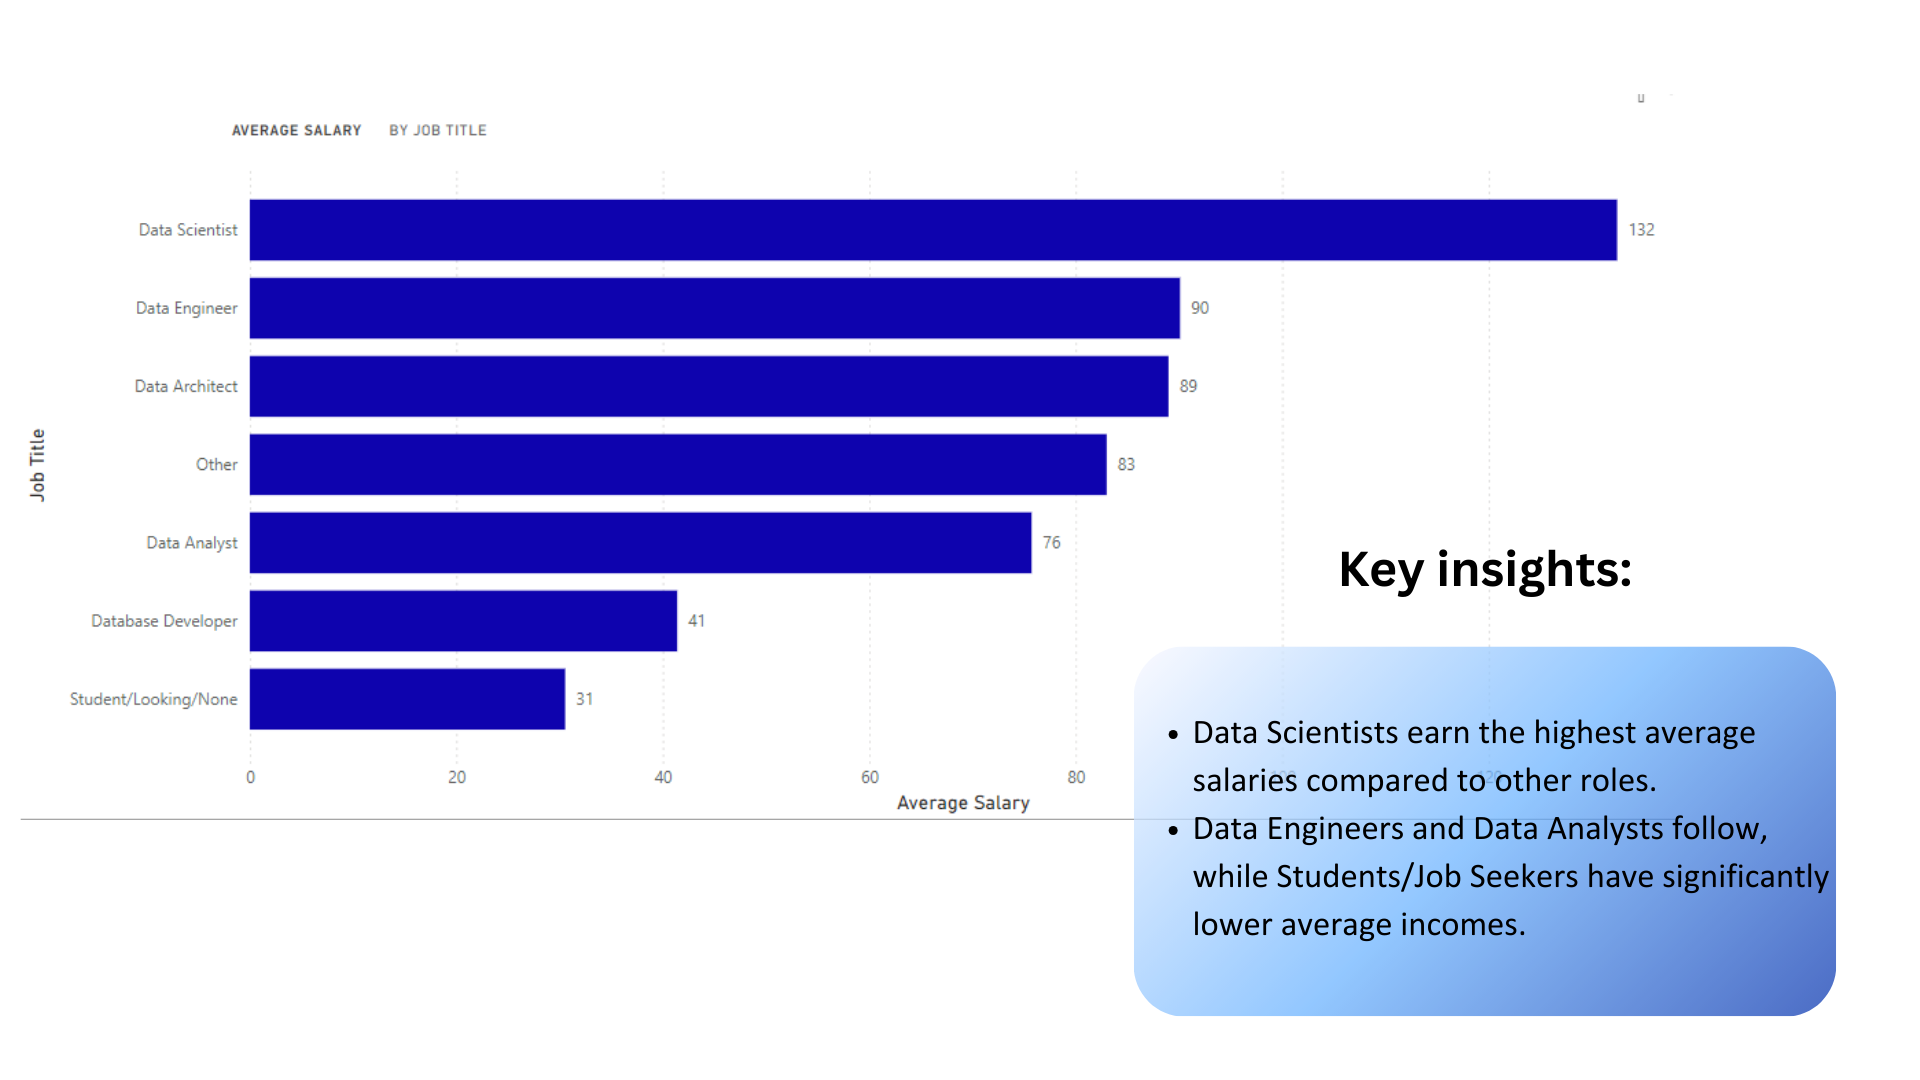 AVERAGE SALARY BY JOB TITLE
Job Title
Data Scientist 132
Data Engineer 90
Data Architect 89
Other 83
Data Analyst 76
Database Developer 41
Student/Looking/None 31
0 20 40 60 80 100 120
Average Salary
Key insights:
• Data Scientists earn the highest average
salaries compared to other roles.
• Data Engineers and Data Analysts follow,
while Students/Job Seekers have significantly
lower average incomes.